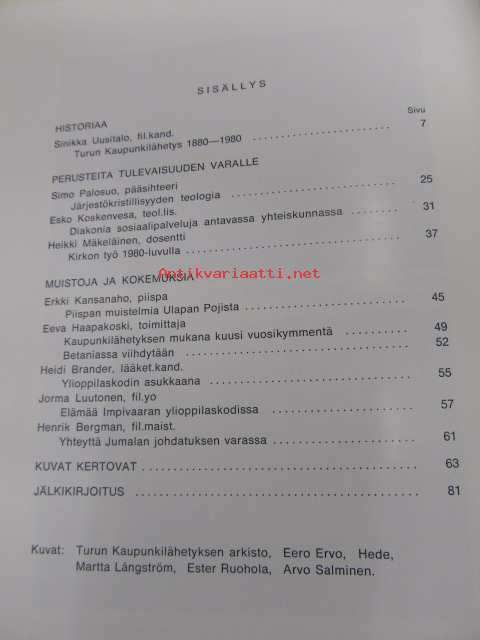 SISÄLLYS
Sivu
HISTORIAA
Sinikka Uusitalo, fil.kand.
Turun Kaupunkilähetys 1880—1980 ........................ 7
PERUSTEITA TULEVAISUUDEN VARALLE
Simo Palosuo, pääsihteeri
Järjestökristillisyyden teologia ............................ 25
Esko Koskenvesa, teol.lis.
Diakonia sosiaalipalveluja antavassa yhteiskunnassa ........ 31
Heikki Mäkeläinen, dosentti
Kirkon työ 1980-luvulla .................................... 37
Antikvariaatti.net
MUISTOJA JA KOKEMUKSIA
Erkki Kansanaho, piispa
Piispan muistelmia Ulapan Pojista .......................... 45
Eeva Haapakoski, toimittaja
Kaupunkilähetyksen mukana kuusi vuosikymmentä .......... 49
Betaniassa viihdytään .................................... 52
Heidi Brander, lääket.kand.
Ylioppilaskodin asukkaana ................................ 55
Jorma Luutonen, fil.yo
Elämää Impivaaran ylioppilaskodissa ...................... 57
Henrik Bergman, fil.maist.
Yhteyttä Jumalan johdatuksen varassa ...................... 61
KUVAT KERTOVAT ........................................ 63
JÄLKIKIRJOITUS ........................................ 81
Kuvat: Turun Kaupunkilähetyksen arkisto, Eero Ervo, Hede,
Martta Långström, Ester Ruohola, Arvo Salminen.